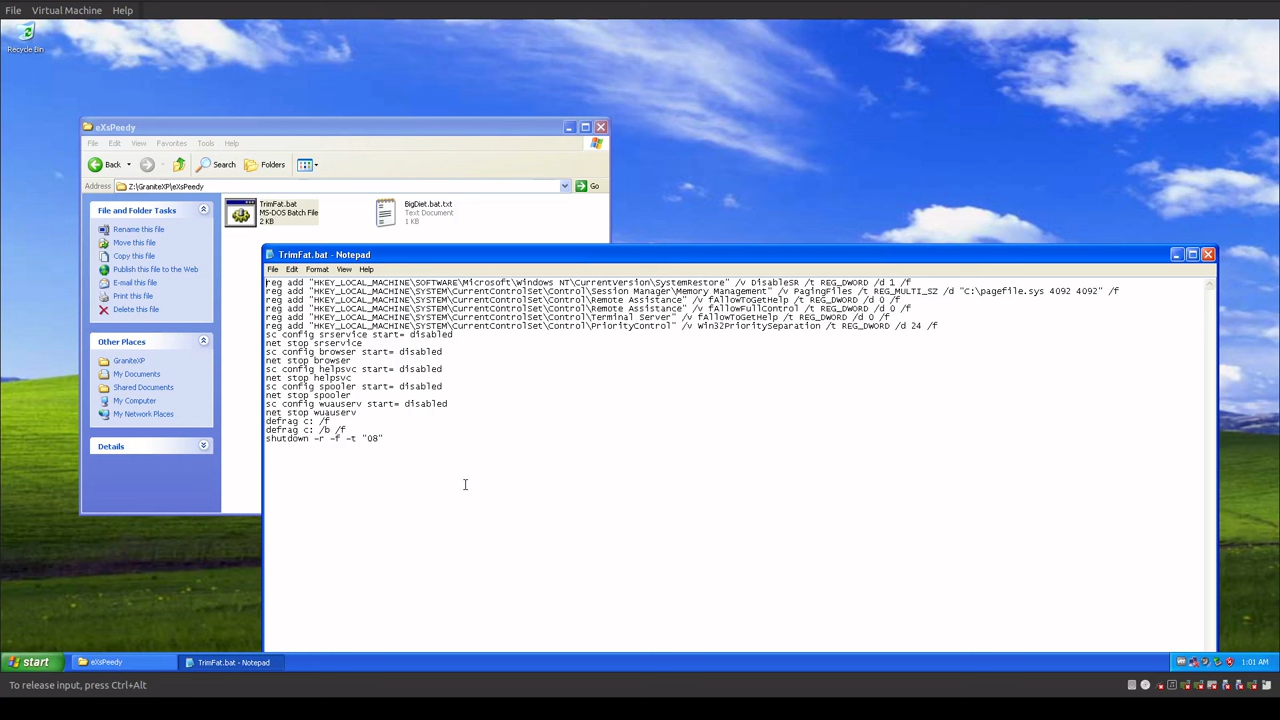 File Virtual Machine Help
Recycle Bin
eXsPeedy
File Edit View Favorites Tools Help
Back Search Folders
Address Z:\GraniteXP\eXsPeedy Go
File and Folder Tasks
Rename this file
Move this file
Copy this file
Publish this file to the Web
E-mail this file
Print this file
Delete this file
Other Places
GraniteXP
My Documents
Shared Documents
My Computer
My Network Places
Details
TrimFat.bat
MS-DOS Batch File
2 KB
BigDiet.bat.txt
Text Document
1 KB
TrimFat.bat - Notepad
File Edit Format View Help
reg add "HKEY_LOCAL_MACHINE\SOFTWARE\Microsoft\Windows NT\CurrentVersion\SystemRestore" /v DisableSR /t REG_DWORD /d 1 /f
reg add "HKEY_LOCAL_MACHINE\SYSTEM\CurrentControlSet\Control\Session Manager\Memory Management" /v PagingFiles /t REG_MULTI_SZ /d "C:\pagefile.sys 4092 4092" /f
reg add "HKEY_LOCAL_MACHINE\SYSTEM\CurrentControlSet\Control\Remote Assistance" /v fAllowToGetHelp /t REG_DWORD /d 0 /f
reg add "HKEY_LOCAL_MACHINE\SYSTEM\CurrentControlSet\Control\Remote Assistance" /v fAllowFullControl /t REG_DWORD /d 0 /f
reg add "HKEY_LOCAL_MACHINE\SYSTEM\CurrentControlSet\Control\Terminal Server" /v fAllowToGetHelp /t REG_DWORD /d 0 /f
reg add "HKEY_LOCAL_MACHINE\SYSTEM\CurrentControlSet\Control\PriorityControl" /v Win32PrioritySeparation /t REG_DWORD /d 24 /f
sc config srservice start= disabled
net stop srservice
sc config browser start= disabled
net stop browser
sc config helpsvc start= disabled
net stop helpsvc
sc config spooler start= disabled
net stop spooler
sc config wuauserv start= disabled
net stop wuauserv
defrag c: /f
defrag c: /b /f
shutdown -r -f -t "08"
start eXsPeedy TrimFat.bat - Notepad 1:01 AM
To release input, press Ctrl+Alt